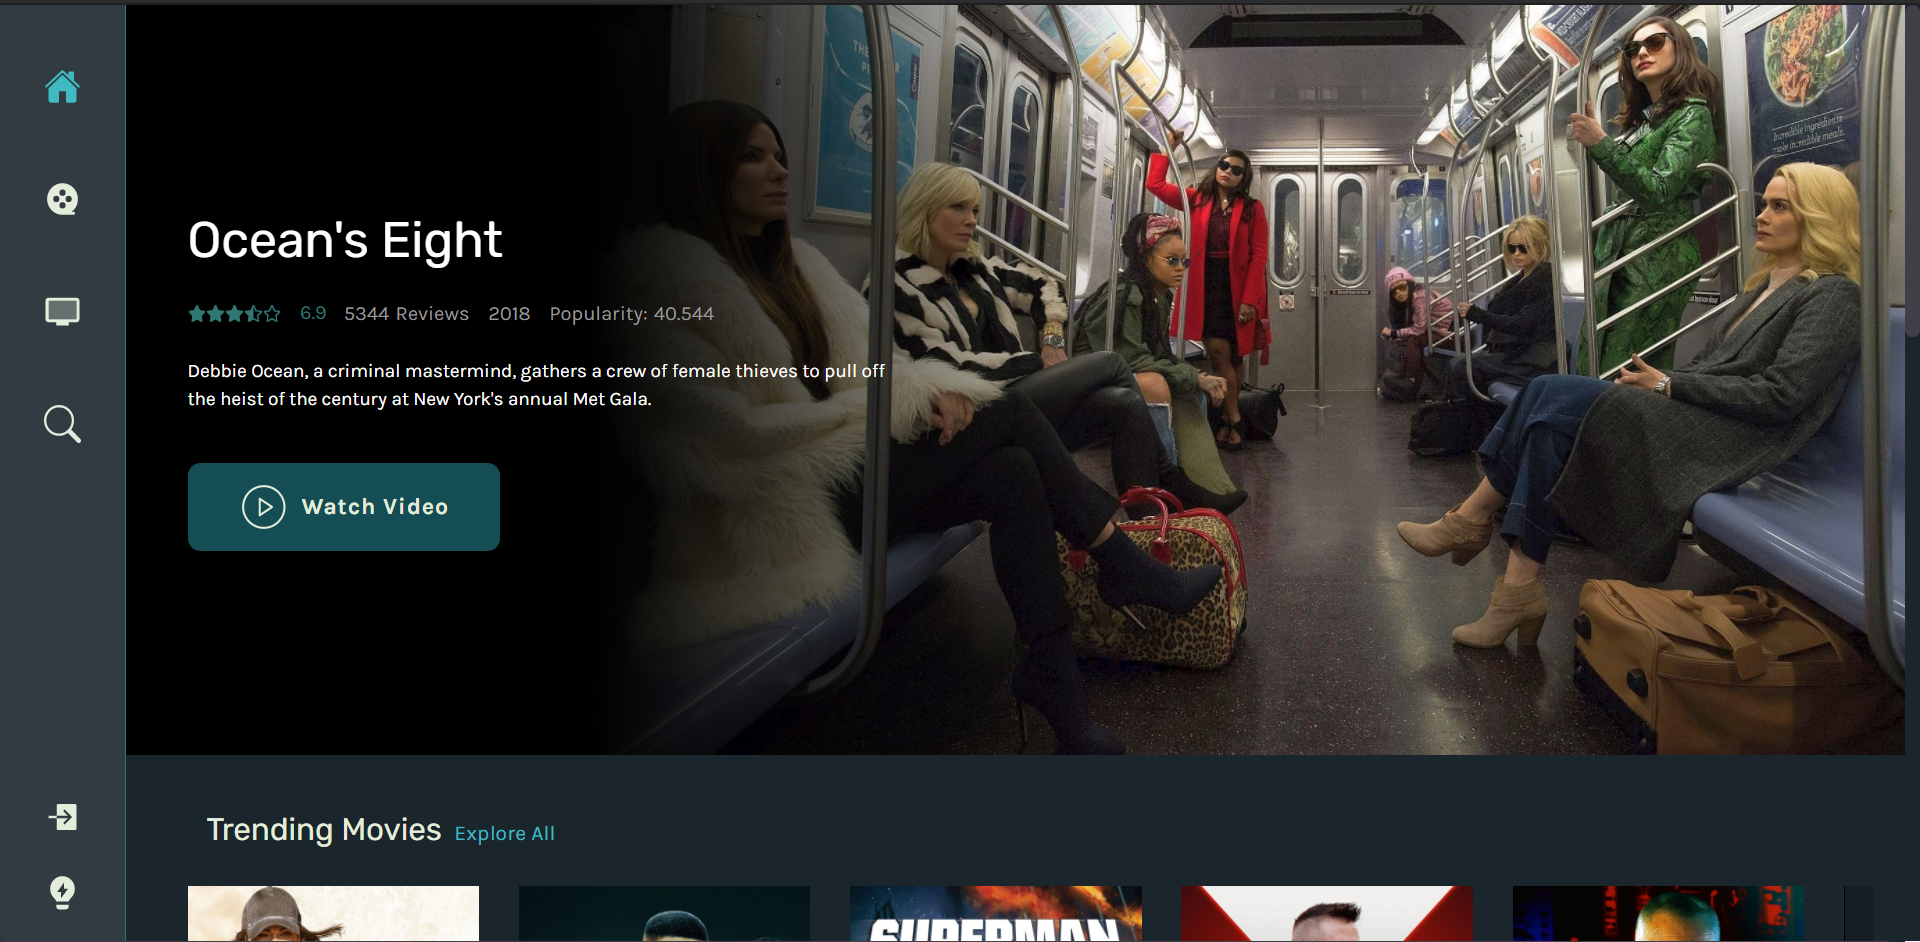 Ocean's Eight
6.9 5344 Reviews 2018 Popularity: 40.544
Debbie Ocean, a criminal mastermind, gathers a crew of female thieves to pull off
the heist of the century at New York's annual Met Gala.
Watch Video
Incredible ingredients
make incredible meals.
Trending Movies Explore All
SUPERMAN